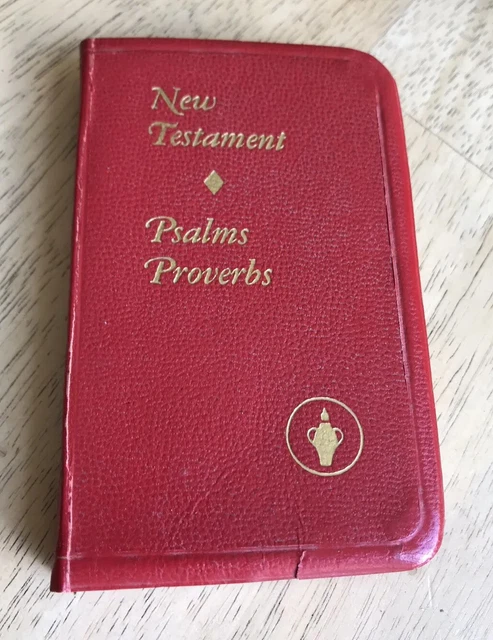 New
Testament
Psalms
Proverbs